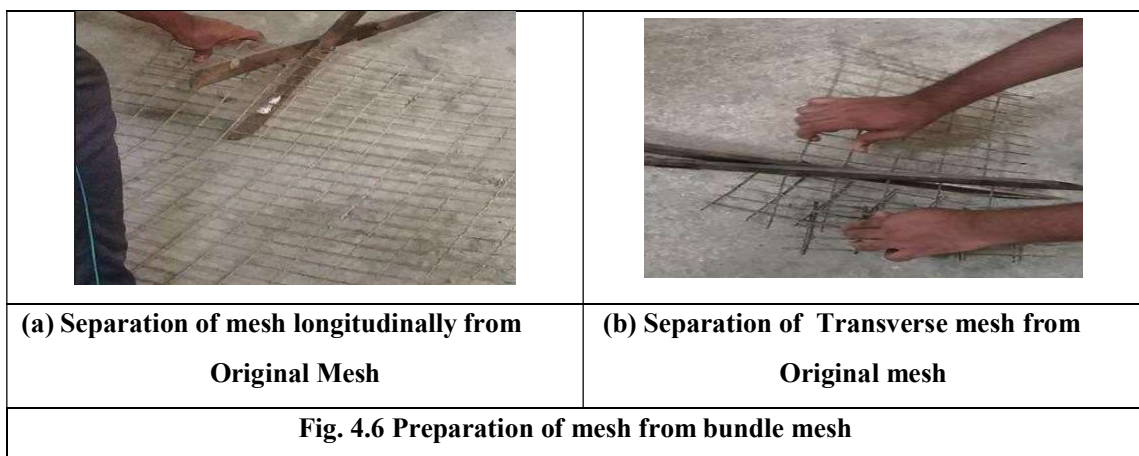 (a) Separation of mesh longitudinally from
Original Mesh
(b) Separation of Transverse mesh from
Original mesh
Fig. 4.6 Preparation of mesh from bundle mesh